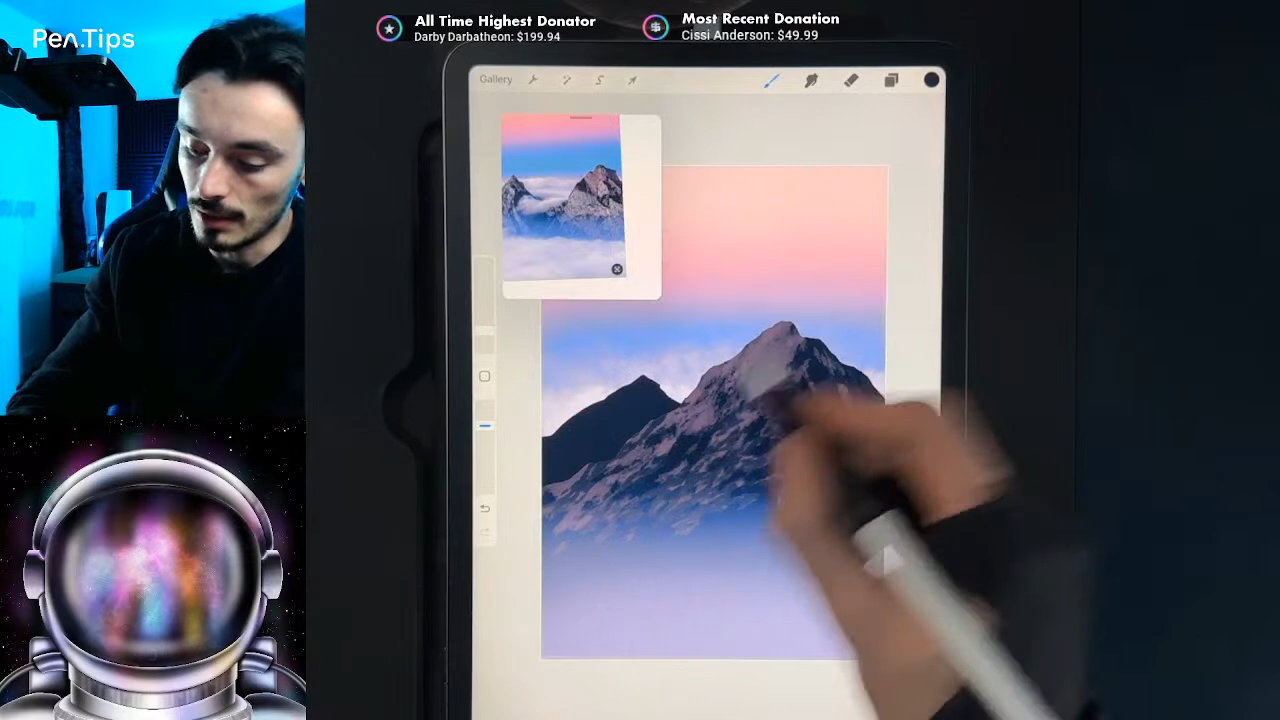 Pen.Tips
All Time Highest Donator
Darby Darbatheon: $199.94
Most Recent Donation
Cissi Anderson: $49.99
Gallery